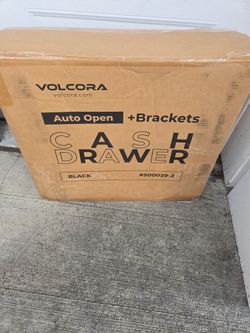 VOLCORA
volcora.com
Auto Open +Brackets
CASH
DRAWER
BLACK #500029-2